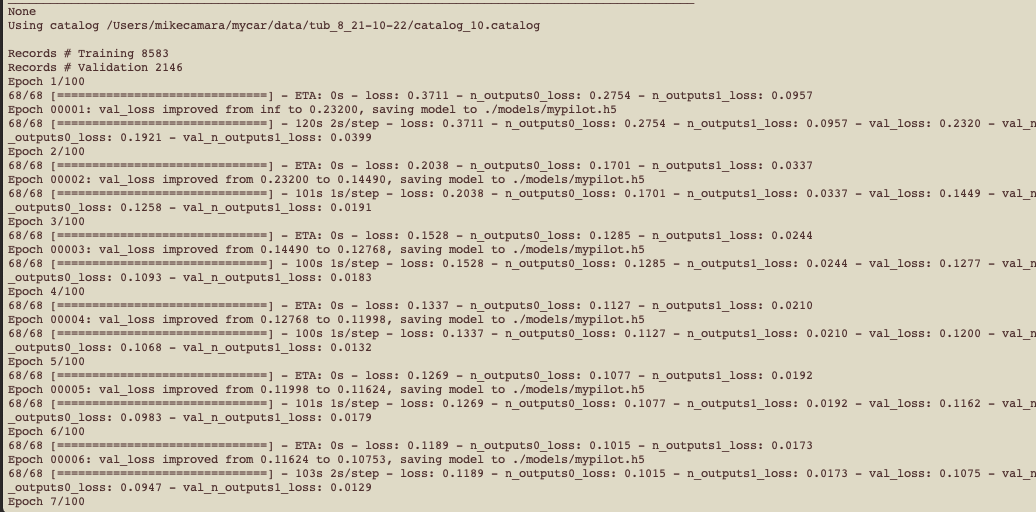 None
Using catalog /Users/mikecamara/mycar/data/tub_8_21-10-22/catalog_10.catalog
Records # Training 8583
Records # Validation 2146
Epoch 1/100
68/68 [==============================] - ETA: 0s - loss: 0.3711 - n_outputs0_loss: 0.2754 - n_outputs1_loss: 0.0957
Epoch 00001: val_loss improved from inf to 0.23200, saving model to ./models/mypilot.h5
68/68 [==============================] - 120s 2s/step - loss: 0.3711 - n_outputs0_loss: 0.2754 - n_outputs1_loss: 0.0957 - val_loss: 0.2320 - val_n
_outputs0_loss: 0.1921 - val_n_outputs1_loss: 0.0399
Epoch 2/100
68/68 [==============================] - ETA: 0s - loss: 0.2038 - n_outputs0_loss: 0.1701 - n_outputs1_loss: 0.0337
Epoch 00002: val_loss improved from 0.23200 to 0.14490, saving model to ./models/mypilot.h5
68/68 [==============================] - 101s 1s/step - loss: 0.2038 - n_outputs0_loss: 0.1701 - n_outputs1_loss: 0.0337 - val_loss: 0.1449 - val_n
_outputs0_loss: 0.1258 - val_n_outputs1_loss: 0.0191
Epoch 3/100
68/68 [==============================] - ETA: 0s - loss: 0.1528 - n_outputs0_loss: 0.1285 - n_outputs1_loss: 0.0244
Epoch 00003: val_loss improved from 0.14490 to 0.12768, saving model to ./models/mypilot.h5
68/68 [==============================] - 100s 1s/step - loss: 0.1528 - n_outputs0_loss: 0.1285 - n_outputs1_loss: 0.0244 - val_loss: 0.1277 - val_n
_outputs0_loss: 0.1093 - val_n_outputs1_loss: 0.0183
Epoch 4/100
68/68 [==============================] - ETA: 0s - loss: 0.1337 - n_outputs0_loss: 0.1127 - n_outputs1_loss: 0.0210
Epoch 00004: val_loss improved from 0.12768 to 0.11998, saving model to ./models/mypilot.h5
68/68 [==============================] - 100s 1s/step - loss: 0.1337 - n_outputs0_loss: 0.1127 - n_outputs1_loss: 0.0210 - val_loss: 0.1200 - val_n
_outputs0_loss: 0.1068 - val_n_outputs1_loss: 0.0132
Epoch 5/100
68/68 [==============================] - ETA: 0s - loss: 0.1269 - n_outputs0_loss: 0.1077 - n_outputs1_loss: 0.0192
Epoch 00005: val_loss improved from 0.11998 to 0.11624, saving model to ./models/mypilot.h5
68/68 [==============================] - 101s 1s/step - loss: 0.1269 - n_outputs0_loss: 0.1077 - n_outputs1_loss: 0.0192 - val_loss: 0.1162 - val_n
_outputs0_loss: 0.0983 - val_n_outputs1_loss: 0.0179
Epoch 6/100
68/68 [==============================] - ETA: 0s - loss: 0.1189 - n_outputs0_loss: 0.1015 - n_outputs1_loss: 0.0173
Epoch 00006: val_loss improved from 0.11624 to 0.10753, saving model to ./models/mypilot.h5
68/68 [==============================] - 103s 2s/step - loss: 0.1189 - n_outputs0_loss: 0.1015 - n_outputs1_loss: 0.0173 - val_loss: 0.1075 - val_n
_outputs0_loss: 0.0947 - val_n_outputs1_loss: 0.0129
Epoch 7/100